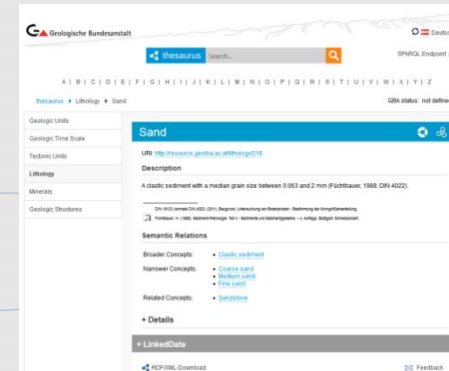 Geologische Bundesanstalt
Deuts
thesaurus Search...
SPARQL Endpoint
A | B | C | D | E | F | G | H | I | J | K | L | M | N | O | P | Q | R | S | T | U | V | W | X | Y | Z
thesaurus Lithology Sand
GBA status: not define
Geologic Units
Geologic Time Scale
Tectonic Units
Lithology
Minerals
Geologic Structures
Sand
URI: http://resource.geolba.ac.at/lithology/216
Description
A clastic sediment with a median grain size between 0.063 and 2 mm (Füchtbauer, 1988; DIN 4022).
Semantic Relations
Broader Concepts: • Clastic sediment
Narrower Concepts: • Coarse sand
• Medium sand
• Fine sand
Related Concepts: • Sandstone
+ Details
+ LinkedData
RDF/XML-Download
Feedback